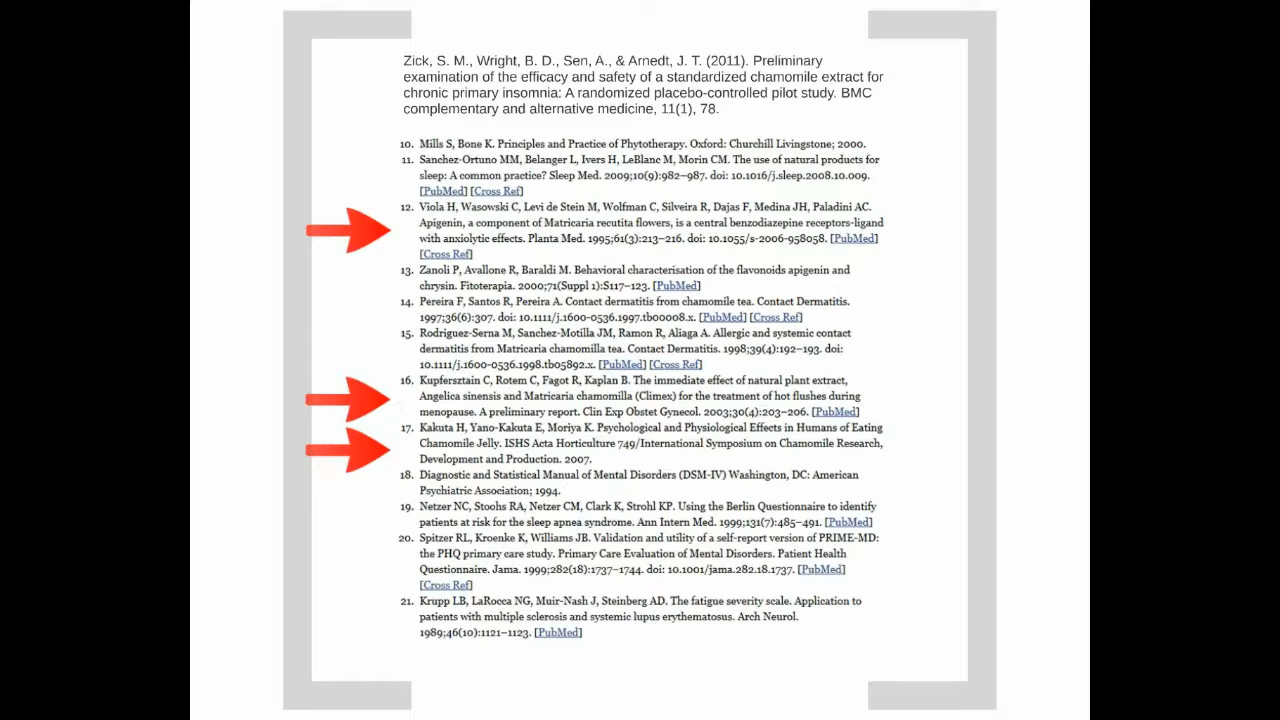 Zick, S. M., Wright, B. D., Sen, A., & Arnedt, J. T. (2011). Preliminary
examination of the efficacy and safety of a standardized chamomile extract for
chronic primary insomnia: A randomized placebo-controlled pilot study. BMC
complementary and alternative medicine, 11(1), 78.
10. Mills S, Bone K. Principles and Practice of Phytotherapy. Oxford: Churchill Livingstone; 2000.
11. Sanchez-Ortuno MM, Belanger L, Ivers H, LeBlanc M, Morin CM. The use of natural products for
sleep: A common practice? Sleep Med. 2009;10(9):982–987. doi: 10.1016/j.sleep.2008.10.009.
[PubMed] [Cross Ref]
12. Viola H, Wasowski C, Levi de Stein M, Wolfman C, Silveira R, Dajas F, Medina JH, Paladini AC.
Apigenin, a component of Matricaria recutita flowers, is a central benzodiazepine receptors-ligand
with anxiolytic effects. Planta Med. 1995;61(3):213–216. doi: 10.1055/s-2006-958058. [PubMed]
[Cross Ref]
13. Zanoli P, Avallone R, Baraldi M. Behavioral characterisation of the flavonoids apigenin and
chrysin. Fitoterapia. 2000;71(Suppl 1):S117–123. [PubMed]
14. Pereira F, Santos R, Pereira A. Contact dermatitis from chamomile tea. Contact Dermatitis.
1997;36(6):307. doi: 10.1111/j.1600-0536.1997.tb00008.x. [PubMed] [Cross Ref]
15. Rodriguez-Serna M, Sanchez-Motilla JM, Ramon R, Aliaga A. Allergic and systemic contact
dermatitis from Matricaria chamomilla tea. Contact Dermatitis. 1998;39(4):192–193. doi:
10.1111/j.1600-0536.1998.tb05892.x. [PubMed] [Cross Ref]
16. Kupfersztain C, Rotem C, Fagot R, Kaplan B. The immediate effect of natural plant extract,
Angelica sinensis and Matricaria chamomilla (Climex) for the treatment of hot flushes during
menopause. A preliminary report. Clin Exp Obstet Gynecol. 2003;30(4):203–206. [PubMed]
17. Kakuta H, Yano-Kakuta E, Moriya K. Psychological and Physiological Effects in Humans of Eating
Chamomile Jelly. ISHS Acta Horticulture 749/International Symposium on Chamomile Research,
Development and Production. 2007.
18. Diagnostic and Statistical Manual of Mental Disorders (DSM-IV) Washington, DC: American
Psychiatric Association; 1994.
19. Netzer NC, Stoohs RA, Netzer CM, Clark K, Strohl KP. Using the Berlin Questionnaire to identify
patients at risk for the sleep apnea syndrome. Ann Intern Med. 1999;131(7):485–491. [PubMed]
20. Spitzer RL, Kroenke K, Williams JB. Validation and utility of a self-report version of PRIME-MD:
the PHQ primary care study. Primary Care Evaluation of Mental Disorders. Patient Health
Questionnaire. Jama. 1999;282(18):1737–1744. doi: 10.1001/jama.282.18.1737. [PubMed]
[Cross Ref]
21. Krupp LB, LaRocca NG, Muir-Nash J, Steinberg AD. The fatigue severity scale. Application to
patients with multiple sclerosis and systemic lupus erythematosus. Arch Neurol.
1989;46(10):1121–1123. [PubMed]